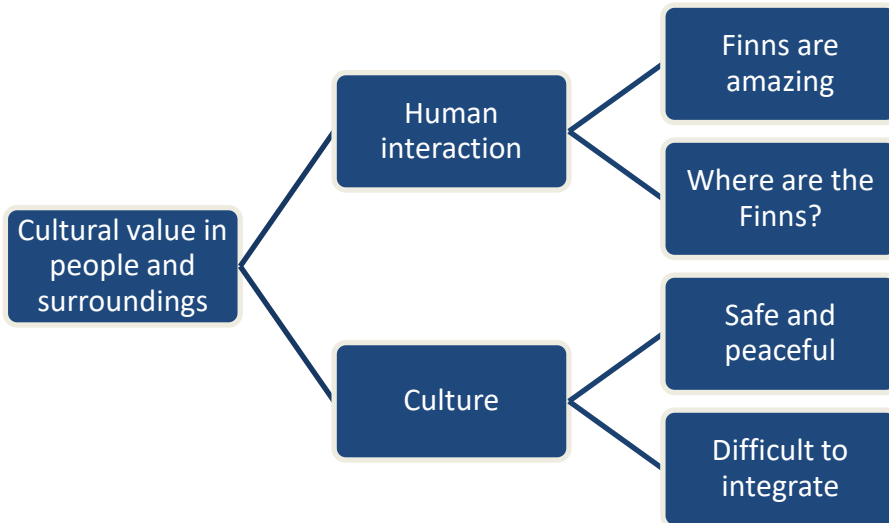 Cultural value in
people and
surroundings
Human
interaction
Finns are
amazing
Where are the
Finns?
Culture
Safe and
peaceful
Difficult to
integrate